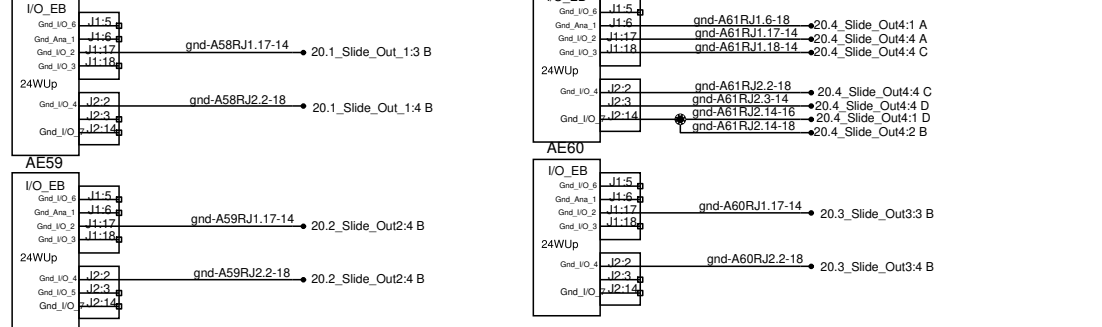 I/O_EB
Gnd_I/O_6 J1:5
Gnd_Ana_1 J1:6
Gnd_I/O_2 J1:17 gnd-A58RJ1.17-14 20.1_Slide_Out_1:3 B
Gnd_I/O_3 J1:18
24WUp
Gnd_I/O_4 J2:2 gnd-A58RJ2.2-18 20.1_Slide_Out_1:4 B
J2:3
Gnd_I/O_7 J2:14
AE59
I/O_EB
Gnd_I/O_6 J1:5
Gnd_Ana_1 J1:6
Gnd_I/O_2 J1:17 gnd-A59RJ1.17-14 20.2_Slide_Out2:4 B
Gnd_I/O_3 J1:18
24WUp
Gnd_I/O_4 J2:2 gnd-A59RJ2.2-18 20.2_Slide_Out2:4 B
Gnd_I/O_5 J2:3
Gnd_I/O_7 J2:14
I/O_EB
J1:5
Gnd_Ana_1 J1:6 gnd-A61RJ1.6-18 20.4_Slide_Out4:1 A
Gnd_I/O_2 J1:17 gnd-A61RJ1.17-14 20.4_Slide_Out4:4 A
Gnd_I/O_3 J1:18 gnd-A61RJ1.18-14 20.4_Slide_Out4:4 C
24WUp
Gnd_I/O_4 J2:2 gnd-A61RJ2.2-18 20.4_Slide_Out4:4 C
J2:3 gnd-A61RJ2.3-14 20.4_Slide_Out4:4 D
Gnd_I/O_7 J2:14 gnd-A61RJ2.14-16 20.4_Slide_Out4:1 D
gnd-A61RJ2.14-18 20.4_Slide_Out4:2 B
AE60
I/O_EB
Gnd_I/O_6 J1:5
Gnd_Ana_1 J1:6
Gnd_I/O_2 J1:17 gnd-A60RJ1.17-14 20.3_Slide_Out3:3 B
Gnd_I/O_3 J1:18
24WUp
Gnd_I/O_4 J2:2 gnd-A60RJ2.2-18 20.3_Slide_Out3:4 B
J2:3
Gnd_I/O_7 J2:14